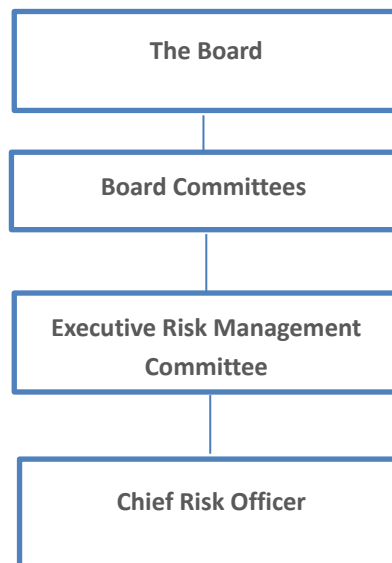 The Board
Board Committees
Executive Risk Management
Committee
Chief Risk Officer